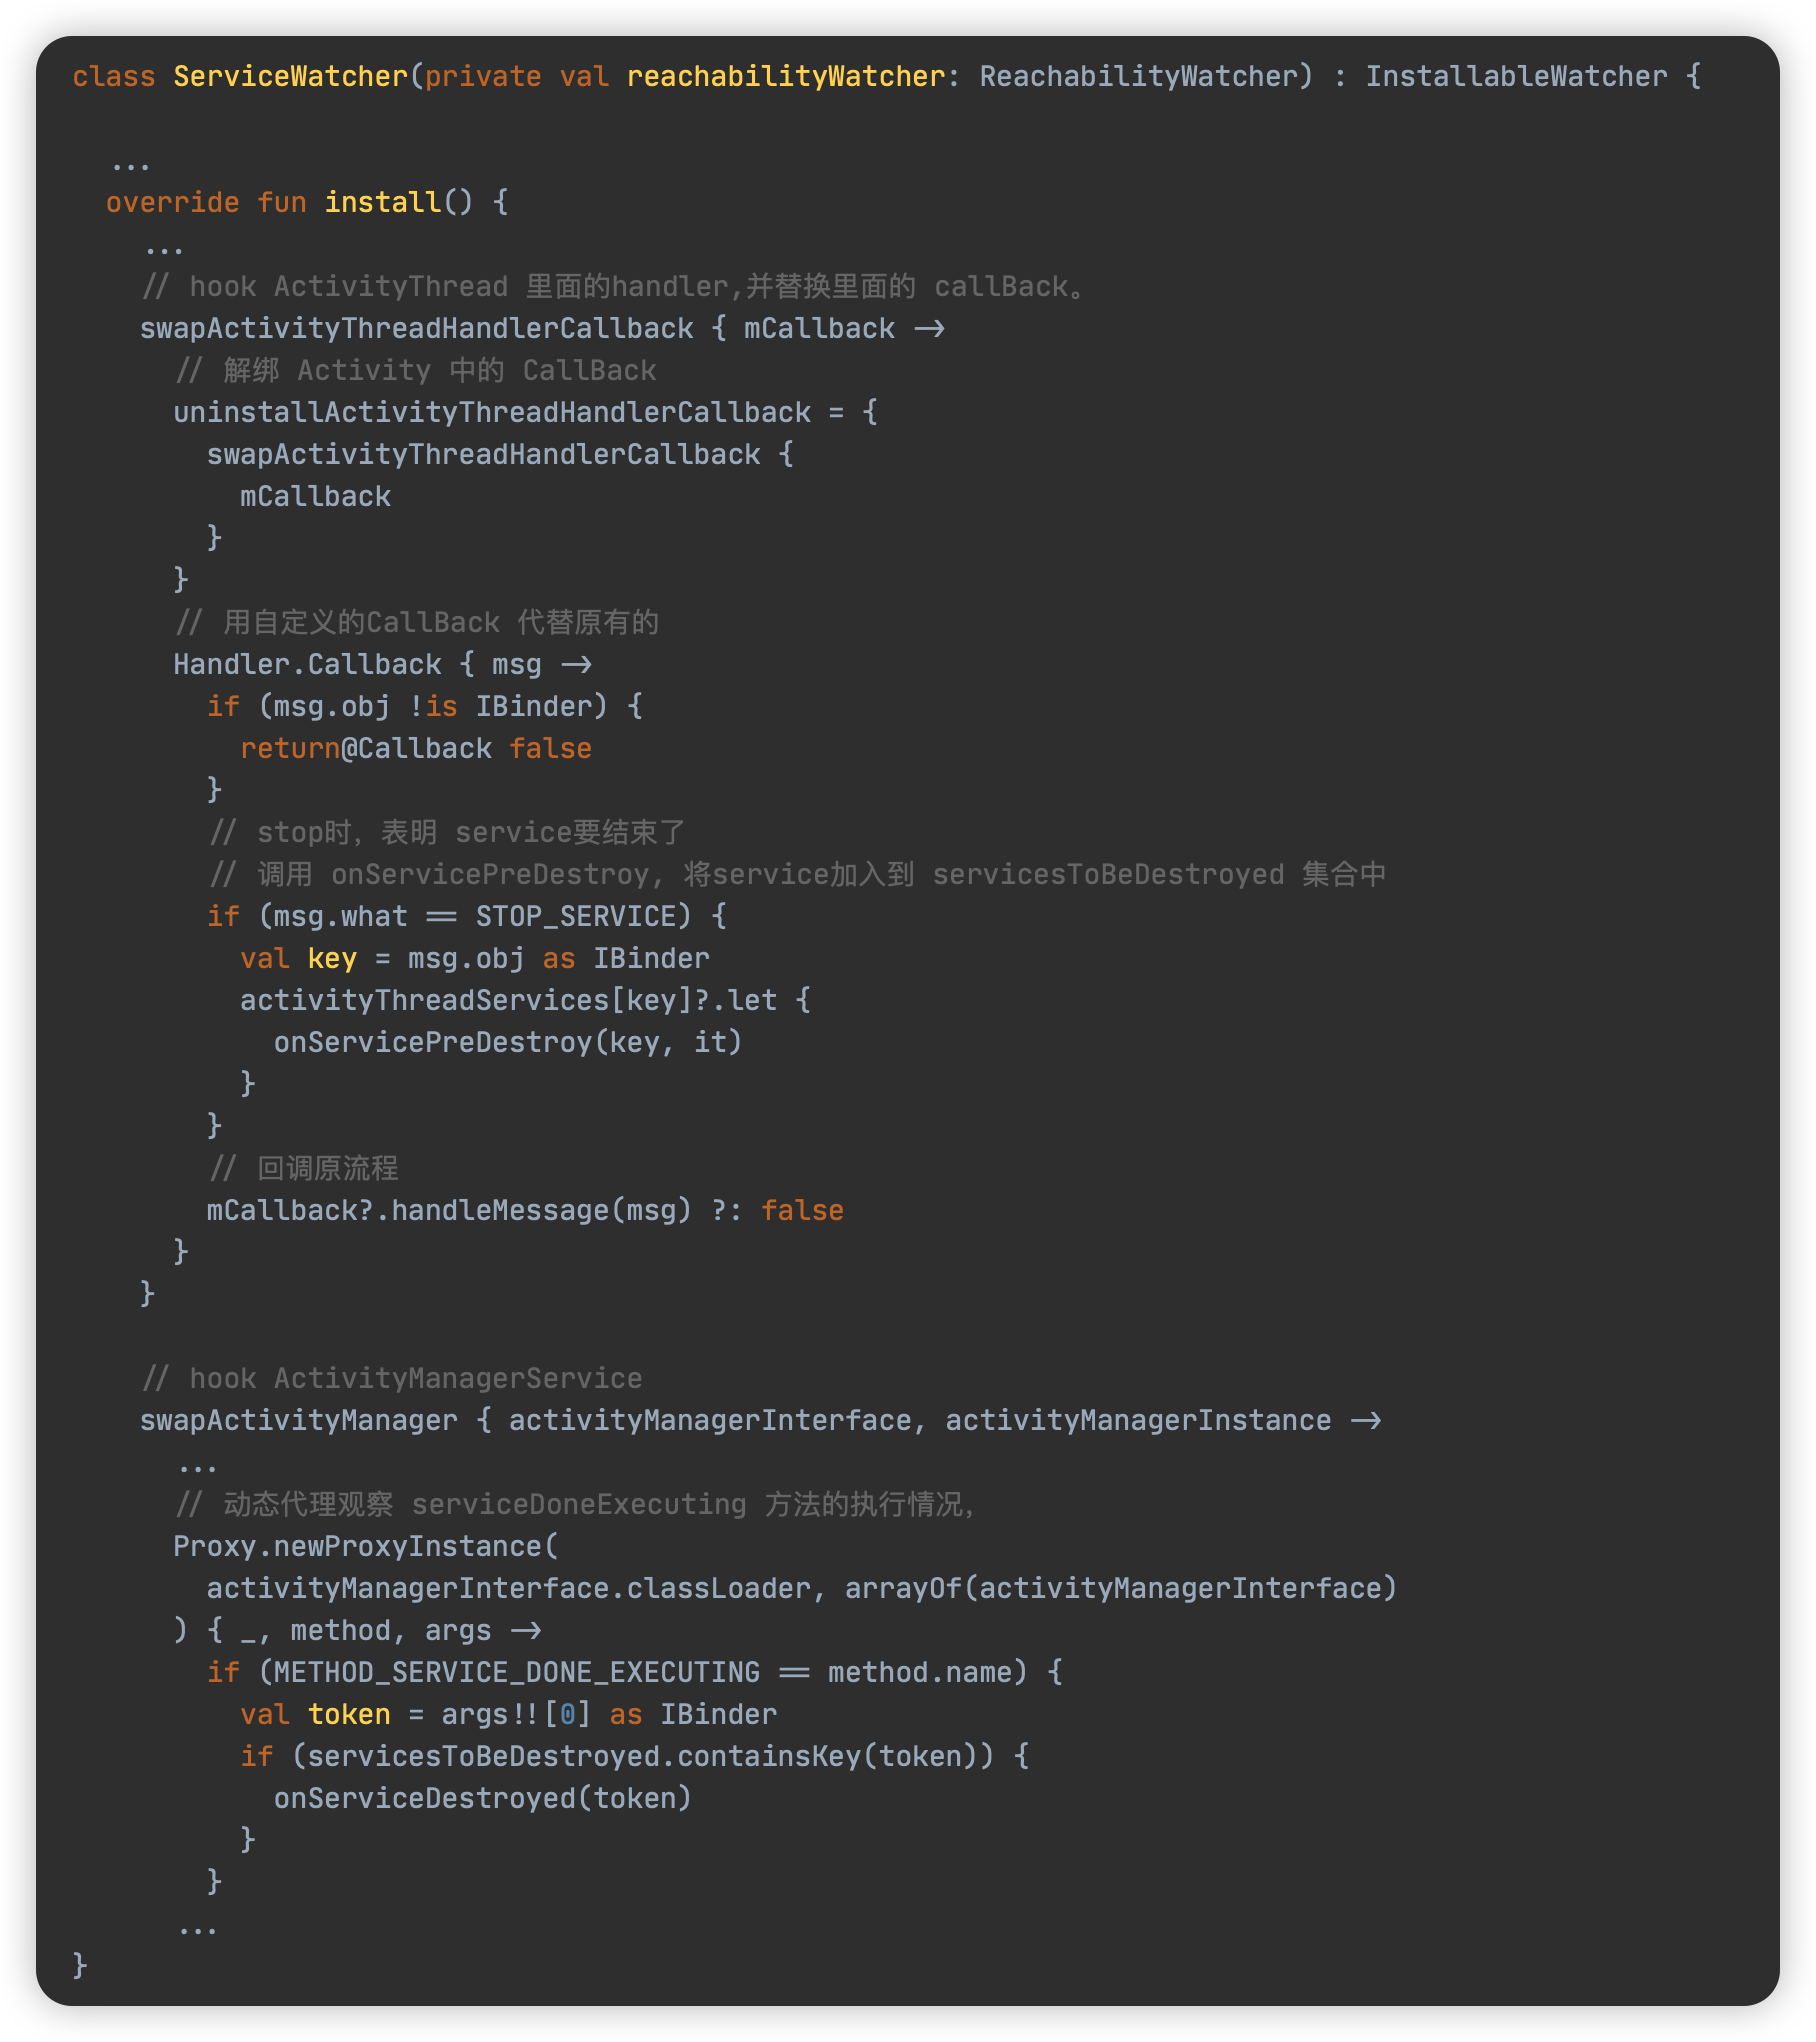 class ServiceWatcher(private val reachabilityWatcher: ReachabilityWatcher) : InstallableWatcher {
...
override fun install() {
...
// hook ActivityThread 里面的handler,并替换里面的 callBack。
swapActivityThreadHandlerCallback { mCallback ->
// 解绑 Activity 中的 CallBack
uninstallActivityThreadHandlerCallback = {
swapActivityThreadHandlerCallback {
mCallback
}
}
// 用自定义的CallBack 代替原有的
Handler.Callback { msg ->
if (msg.obj !is IBinder) {
return@Callback false
}
// stop时，表明 service要结束了
// 调用 onServicePreDestroy, 将service加入到 servicesToBeDestroyed 集合中
if (msg.what == STOP_SERVICE) {
val key = msg.obj as IBinder
activityThreadServices[key]?.let {
onServicePreDestroy(key, it)
}
}
// 回调原流程
mCallback?.handleMessage(msg) ?: false
}
}
// hook ActivityManagerService
swapActivityManager { activityManagerInterface, activityManagerInstance ->
...
// 动态代理观察 serviceDoneExecuting 方法的执行情况，
Proxy.newProxyInstance(
activityManagerInterface.classLoader, arrayOf(activityManagerInterface)
) { _, method, args ->
if (METHOD_SERVICE_DONE_EXECUTING == method.name) {
val token = args!![0] as IBinder
if (servicesToBeDestroyed.containsKey(token)) {
onServiceDestroyed(token)
}
}
...
}